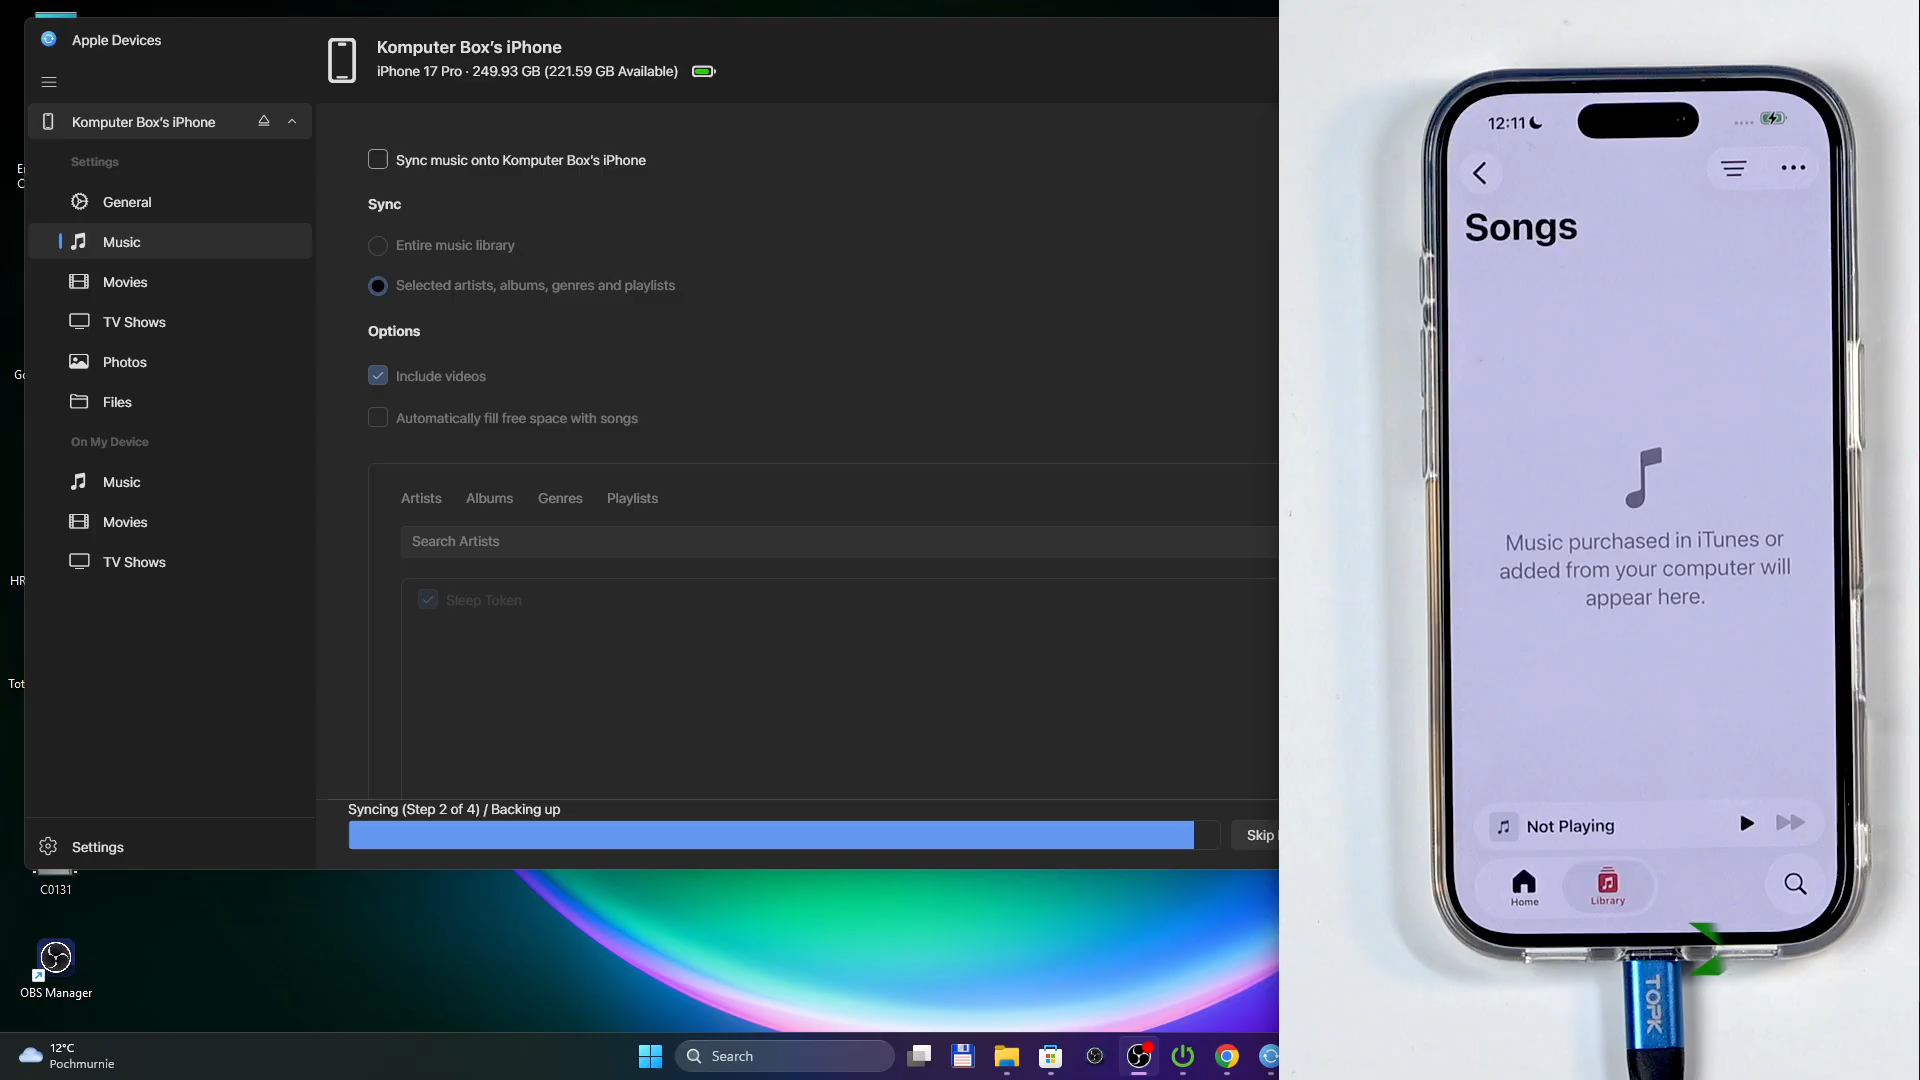 Apple Devices
Komputer Box's iPhone
iPhone 17 Pro · 249.93 GB (221.59 GB Available)
Komputer Box's iPhone
Settings
General
Music
Movies
TV Shows
Photos
Files
On My Device
Music
Movies
TV Shows
Settings
Sync music onto Komputer Box's iPhone
Sync
Entire music library
Selected artists, albums, genres and playlists
Options
Include videos
Automatically fill free space with songs
Artists Albums Genres Playlists
Search Artists
Sleep Token
Syncing (Step 2 of 4) / Backing up
Skip
C0131
OBS Manager
12°C
Pochmurnie
Search
12:11
Songs
Music purchased in iTunes or
added from your computer will
appear here.
Not Playing
Home
Library
TOPK